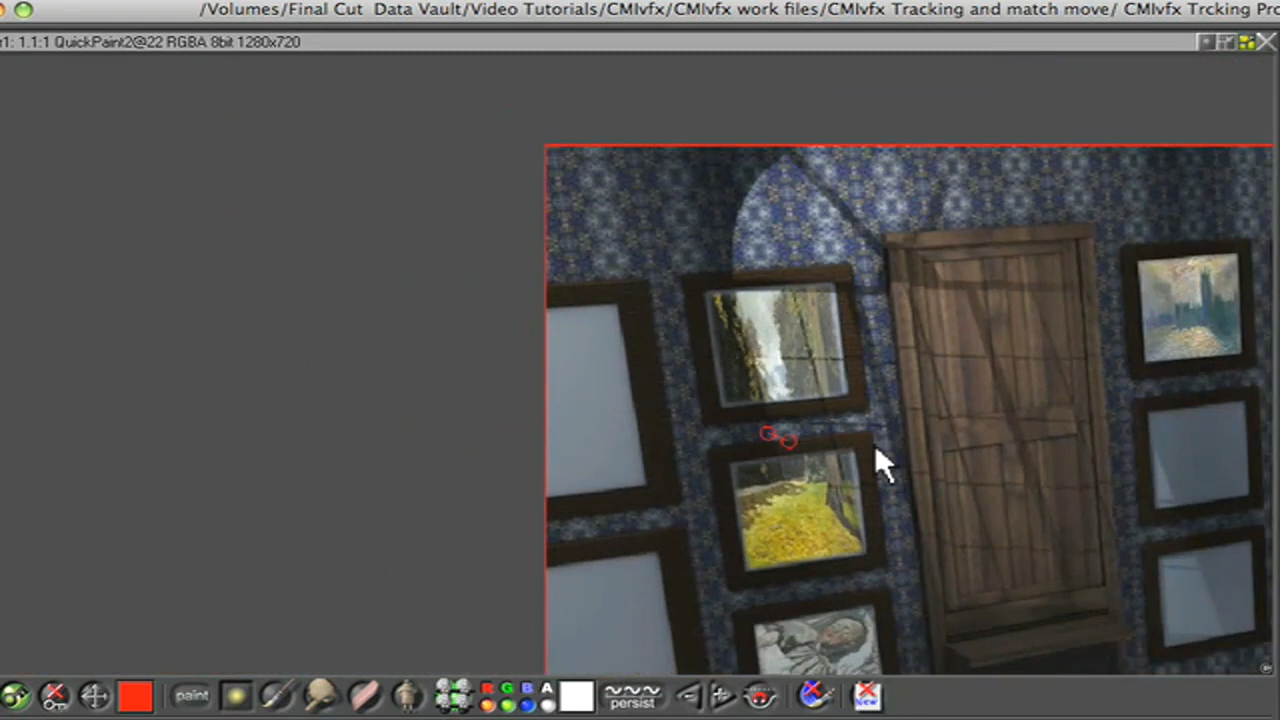 /Volumes/Final Cut Data Vault/Video Tutorials/CMIvfx/CMIvfx work files/CMIvfx Tracking and match move/ CMIvfx Trcking Pro
1: 1.1:1 QuickPaint2@22 RGBA 8bit 1280x720
paint
R G B A
persist
New